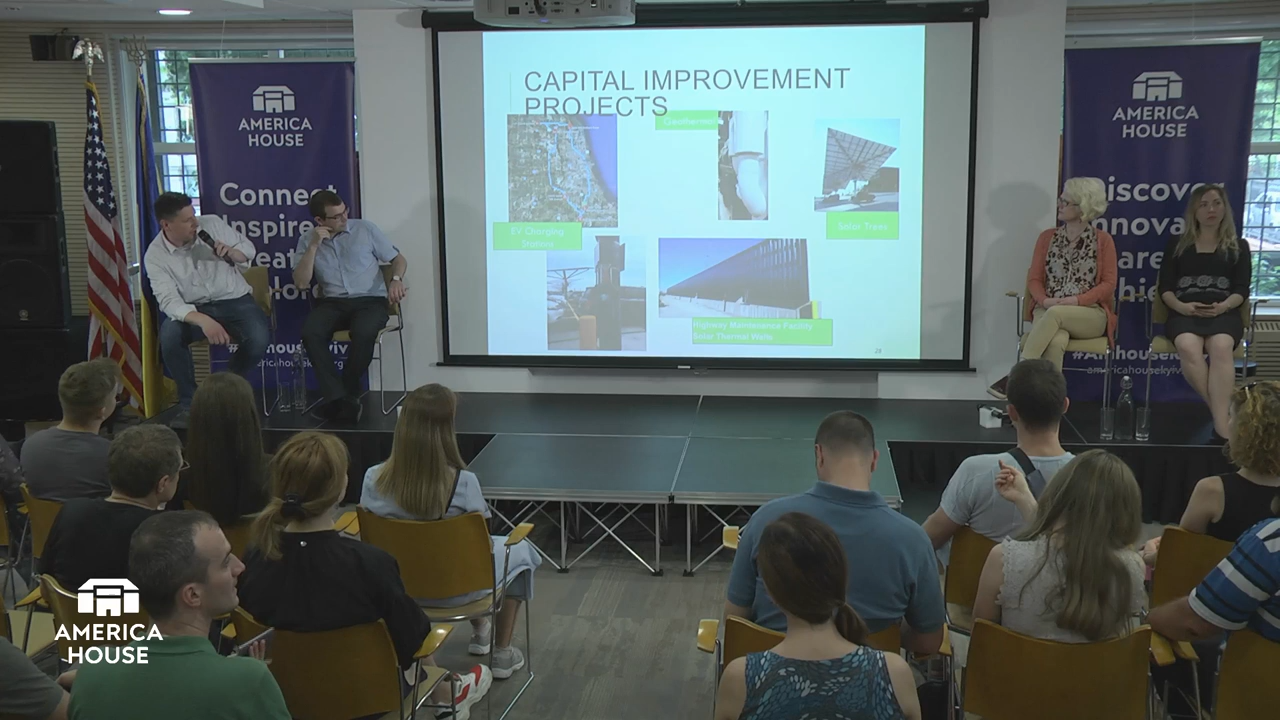 AMERICA
HOUSE
Connect
Inspire
CAPITAL IMPROVEMENT
PROJECTS
Geothermal
EV Charging
Stations
Solar Trees
Highway Maintenance Facility
Solar Thermal Walls
28
AMERICA
HOUSE
Discover
AMERICA
HOUSE